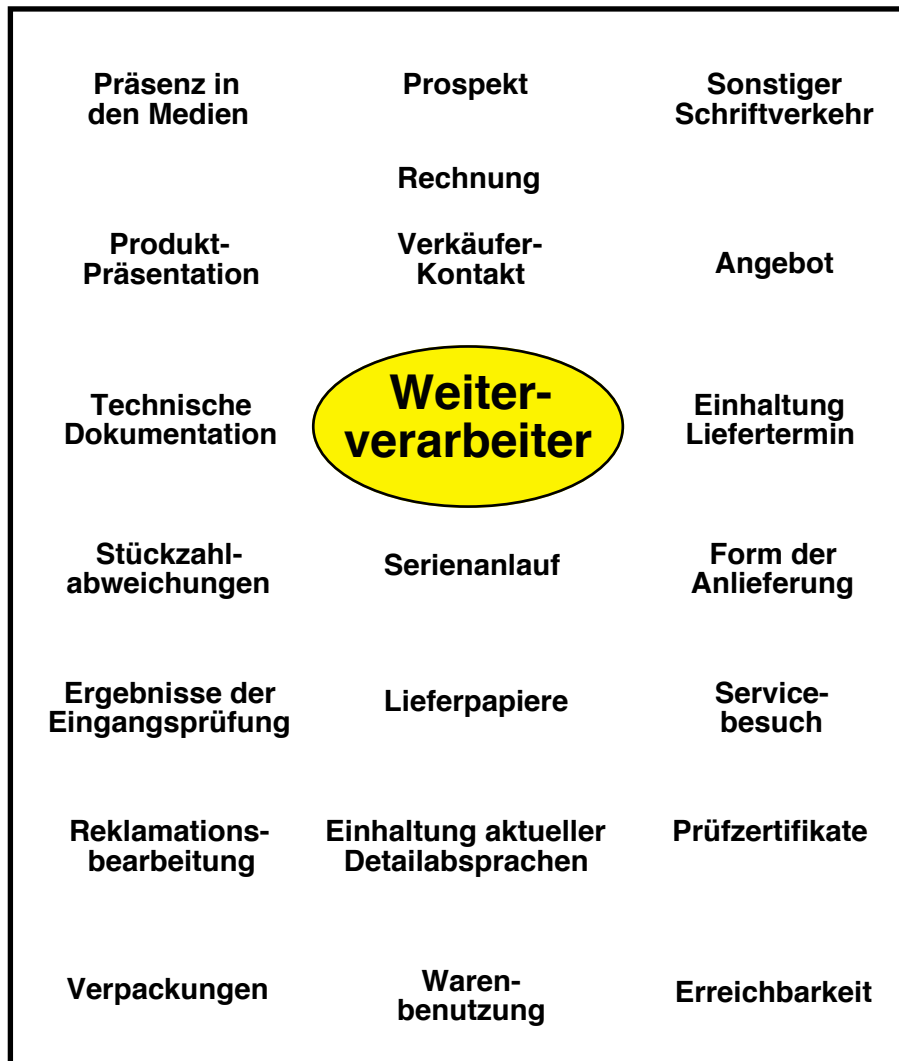 Präsenz in
den Medien
Prospekt
Sonstiger
Schriftverkehr
Rechnung
Produkt-
Präsentation
Verkäufer-
Kontakt
Angebot
Technische
Dokumentation
Weiter-
verarbeiter
Einhaltung
Liefertermin
Stückzahl-
abweichungen
Serienanlauf
Form der
Anlieferung
Ergebnisse der
Eingangsprüfung
Lieferpapiere
Service-
besuch
Reklamations-
bearbeitung
Einhaltung aktueller
Detailabsprachen
Prüfzertifikate
Verpackungen
Waren-
benutzung
Erreichbarkeit